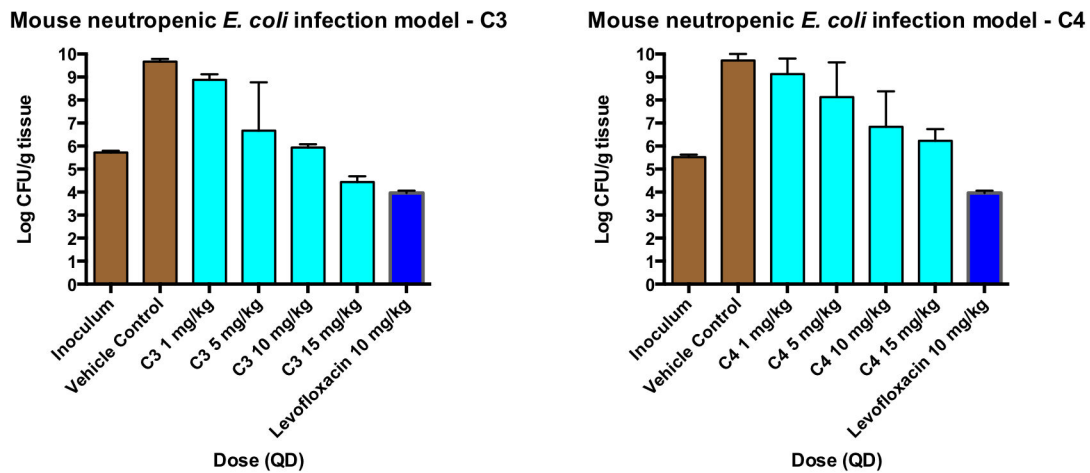 Mouse neutropenic E. coli infection model - C3
Log CFU/g tissue
10
9
8
7
6
5
4
3
2
1
0
Inoculum
Vehicle Control
C3 1 mg/kg
C3 5 mg/kg
C3 10 mg/kg
C3 15 mg/kg
Levofloxacin 10 mg/kg
Dose (QD)
Mouse neutropenic E. coli infection model - C4
Log CFU/g tissue
10
9
8
7
6
5
4
3
2
1
0
Inoculum
Vehicle Control
C4 1 mg/kg
C4 5 mg/kg
C4 10 mg/kg
C4 15 mg/kg
Levofloxacin 10 mg/kg
Dose (QD)